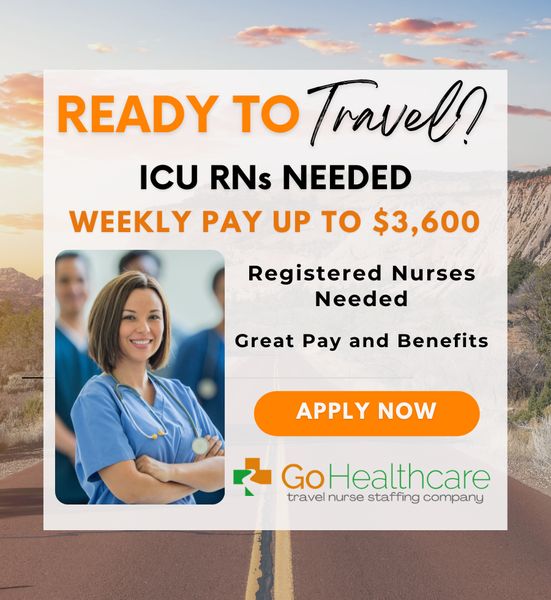 READY TO Travel?
ICU RNs NEEDED
WEEKLY PAY UP TO $3,600
Registered Nurses
Needed
Great Pay and Benefits
APPLY NOW
GoHealthcare
travel nurse staffing company